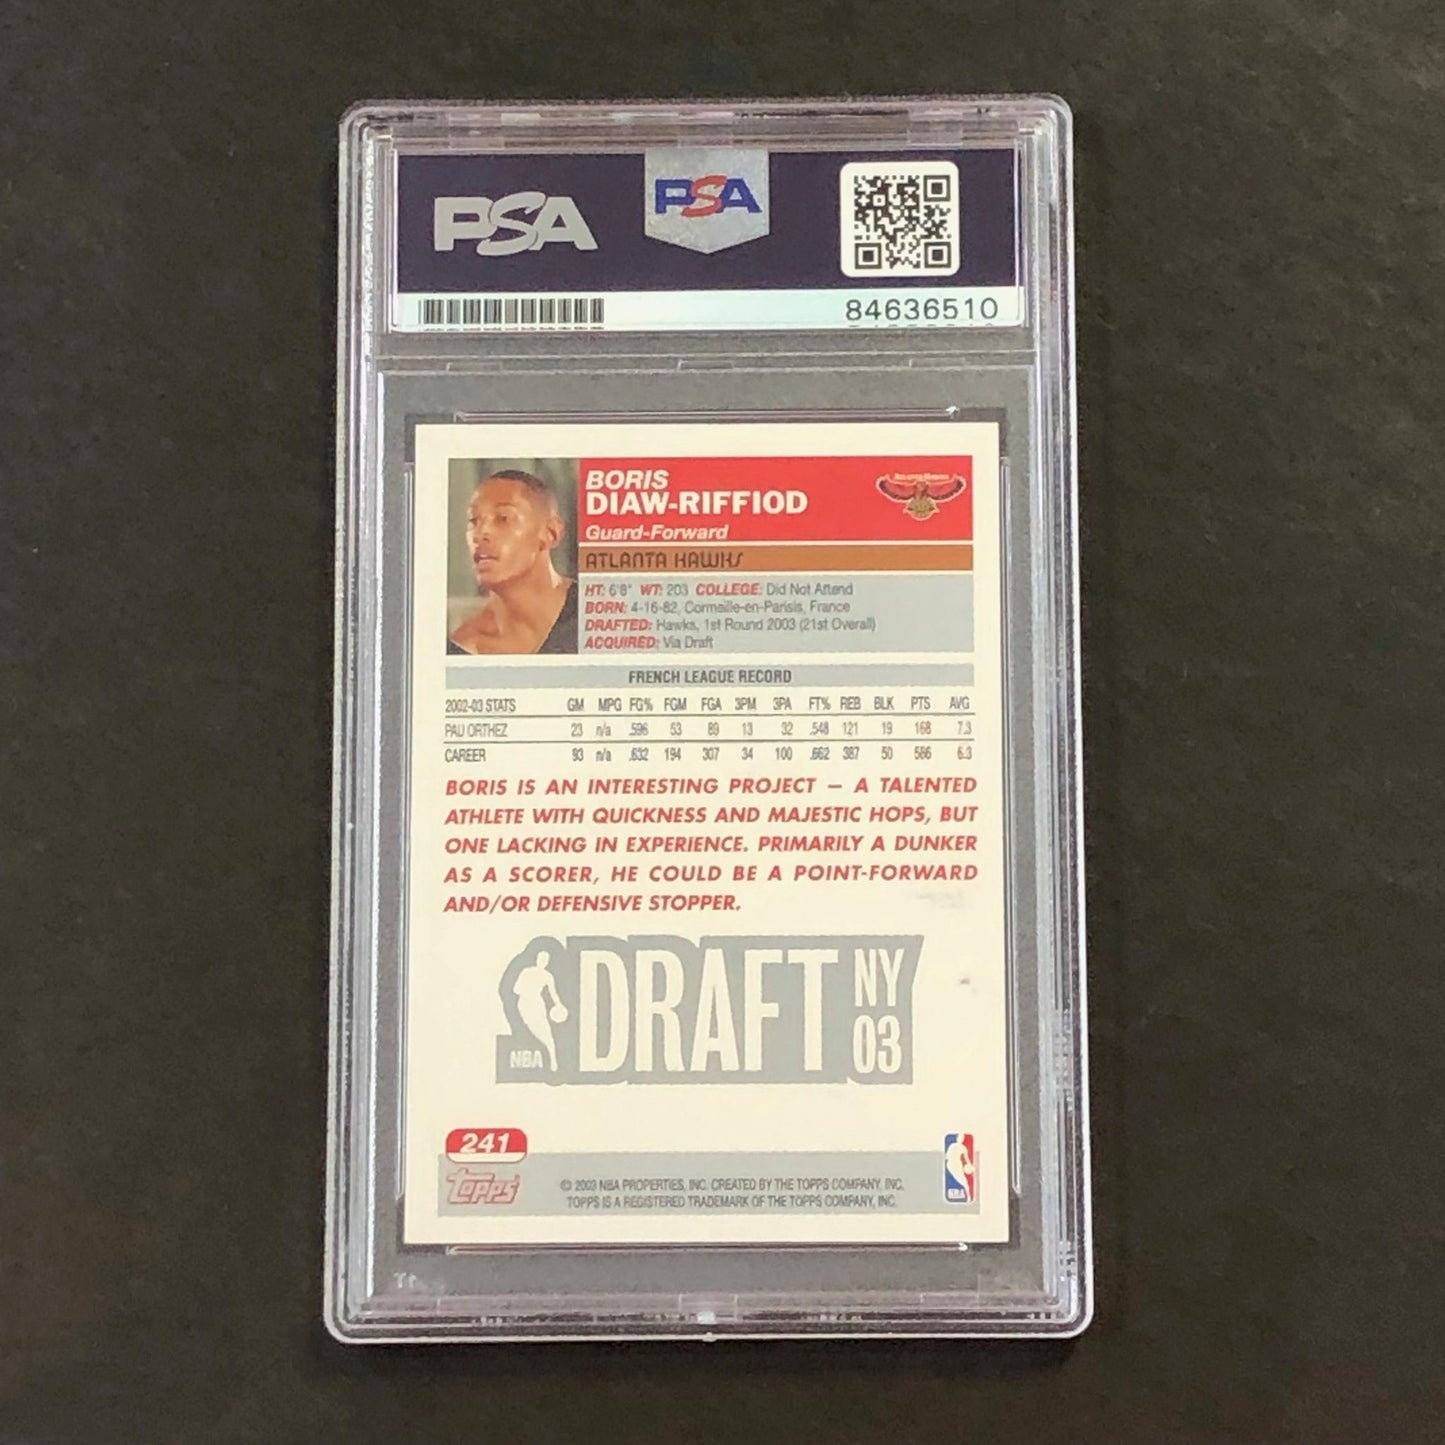 PSA
PSA
84636510
BORIS
DIAW-RIFFIOD
Guard-Forward
ATLANTA HAWKS
ATLANTA HAWKS
HT: 6'8" WT: 203 COLLEGE: Did Not Attend
BORN: 4-16-82, Cormeille-en-Parisis, France
DRAFTED: Hawks, 1st Round 2003 (21st Overall)
ACQUIRED: Via Draft
FRENCH LEAGUE RECORD
2002-03 STATS GM MPG FG% FGM FGA 3PM 3PA FT% REB BLK PTS AVG
PAU ORTHEZ 23 n/a .596 53 89 13 32 .548 121 19 168 7.3
CAREER 93 n/a .632 194 307 34 100 .662 387 50 586 6.3
BORIS IS AN INTERESTING PROJECT – A TALENTED
ATHLETE WITH QUICKNESS AND MAJESTIC HOPS, BUT
ONE LACKING IN EXPERIENCE. PRIMARILY A DUNKER
AS A SCORER, HE COULD BE A POINT-FORWARD
AND/OR DEFENSIVE STOPPER.
NBA DRAFT NY 03
241
Topps
© 2003 NBA PROPERTIES, INC. CREATED BY THE TOPPS COMPANY, INC.
TOPPS IS A REGISTERED TRADEMARK OF THE TOPPS COMPANY, INC.
NBA